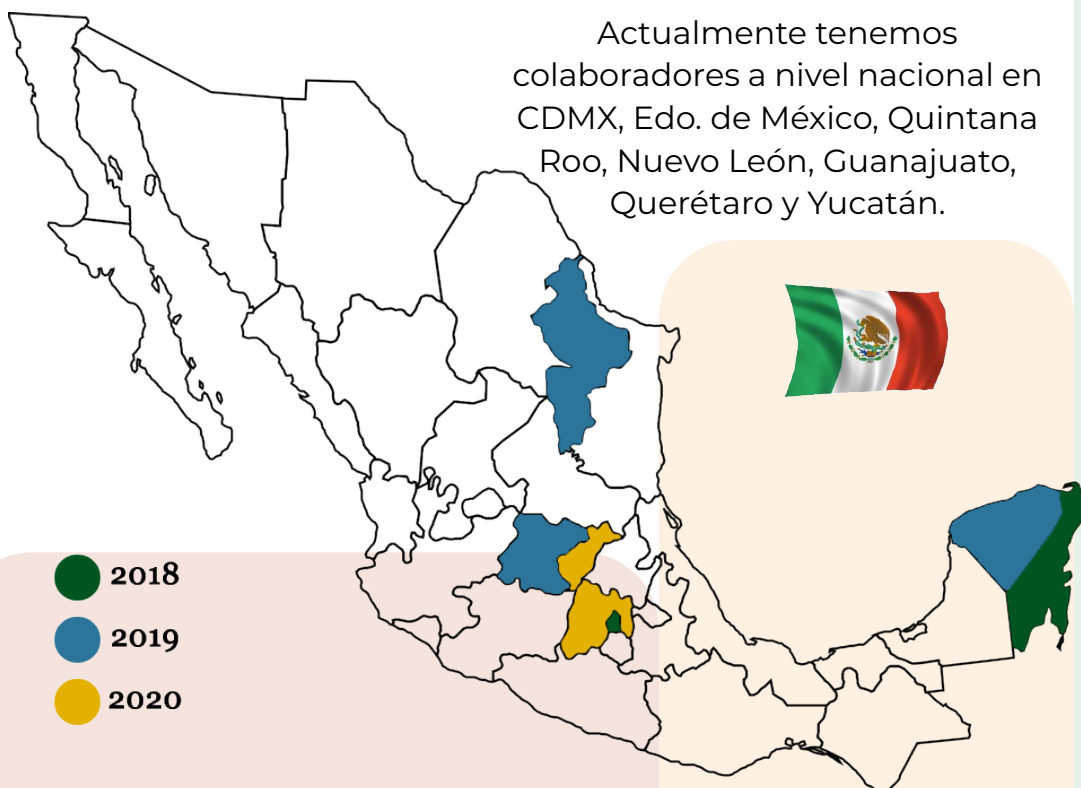 Actualmente tenemos
colaboradores a nivel nacional en
CDMX, Edo. de México, Quintana
Roo, Nuevo León, Guanajuato,
Querétaro y Yucatán.
2018
2019
2020